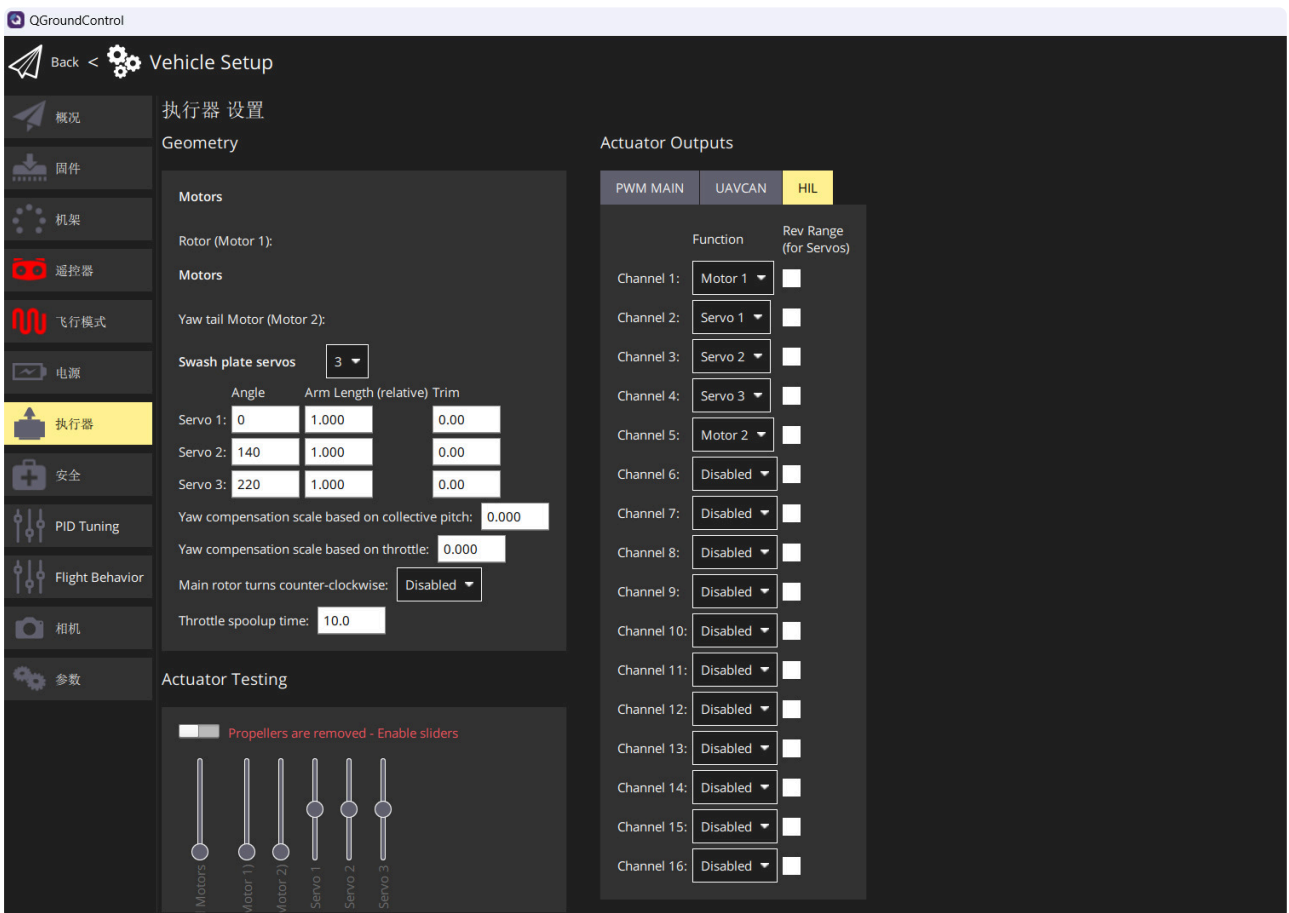 QGroundControl
Back < Vehicle Setup
概况
固件
机架
遥控器
飞行模式
电源
执行器
安全
PID Tuning
Flight Behavior
相机
参数
执行器 设置
Geometry
Motors
Rotor (Motor 1):
Motors
Yaw tail Motor (Motor 2):
Swash plate servos 3
Angle Arm Length (relative) Trim
Servo 1: 0 1.000 0.00
Servo 2: 140 1.000 0.00
Servo 3: 220 1.000 0.00
Yaw compensation scale based on collective pitch: 0.000
Yaw compensation scale based on throttle: 0.000
Main rotor turns counter-clockwise: Disabled
Throttle spoolup time: 10.0
Actuator Testing
Propellers are removed - Enable sliders
Motors
Motor 1)
Motor 2)
Servo 1
Servo 2
Servo 3
Actuator Outputs
PWM MAIN UAVCAN HIL
Function Rev Range
(for Servos)
Channel 1: Motor 1
Channel 2: Servo 1
Channel 3: Servo 2
Channel 4: Servo 3
Channel 5: Motor 2
Channel 6: Disabled
Channel 7: Disabled
Channel 8: Disabled
Channel 9: Disabled
Channel 10: Disabled
Channel 11: Disabled
Channel 12: Disabled
Channel 13: Disabled
Channel 14: Disabled
Channel 15: Disabled
Channel 16: Disabled